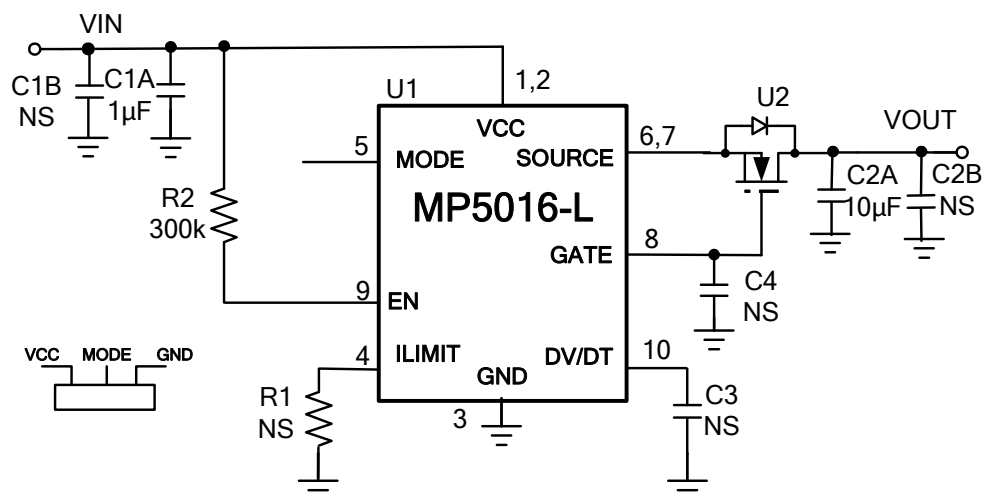 VIN
C1B
NS
C1A
1µF
U1
1,2
U2
VOUT
VCC
5
MODE
SOURCE
6,7
MP5016-L
R2
300k
C2A
10µF
C2B
NS
GATE
8
C4
NS
9
EN
4
ILIMIT
DV/DT
10
GND
3
R1
NS
C3
NS
VCC MODE GND